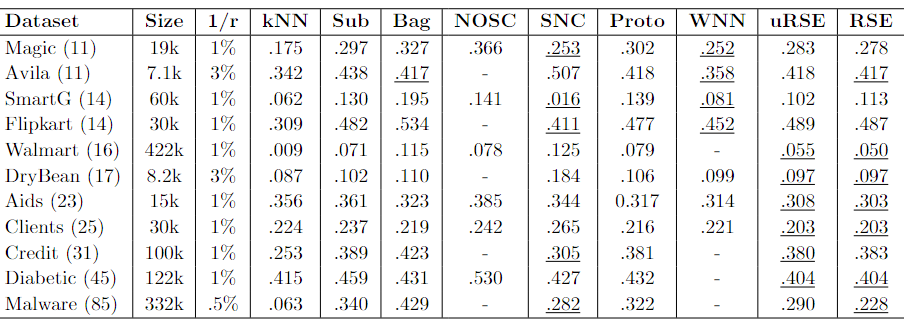 Dataset Size 1/r kNN Sub Bag NOSC SNC Proto WNN uRSE RSE
Magic (11) 19k 1% .175 .297 .327 .366 .253 .302 .252 .283 .278
Avila (11) 7.1k 3% .342 .438 .417 - .507 .418 .358 .418 .417
SmartG (14) 60k 1% .062 .130 .195 .141 .016 .139 .081 .102 .113
Flipkart (14) 30k 1% .309 .482 .534 - .411 .477 .452 .489 .487
Walmart (16) 422k 1% .009 .071 .115 .078 .125 .079 - .055 .050
DryBean (17) 8.2k 3% .087 .102 .110 - .184 .106 .099 .097 .097
Aids (23) 15k 1% .356 .361 .323 .385 .344 0.317 .314 .308 .303
Clients (25) 30k 1% .224 .237 .219 .242 .265 .216 .221 .203 .203
Credit (31) 100k 1% .253 .389 .423 - .305 .381 - .380 .383
Diabetic (45) 122k 1% .415 .459 .431 .530 .427 .432 - .404 .404
Malware (85) 332k .5% .063 .340 .429 - .282 .322 - .290 .228